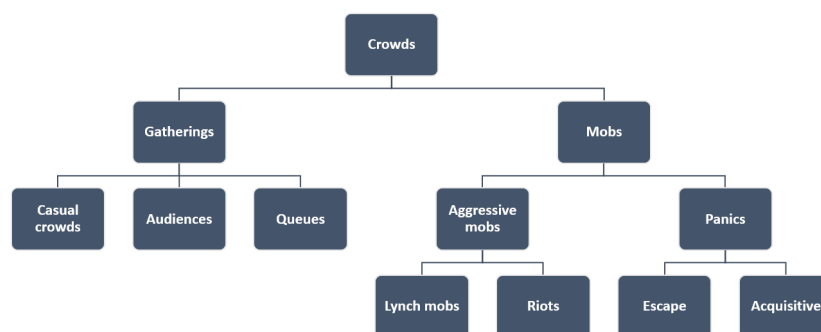 Crowds
Gatherings
Mobs
Casual
crowds
Audiences
Queues
Aggressive
mobs
Panics
Lynch mobs
Riots
Escape
Acquisitive